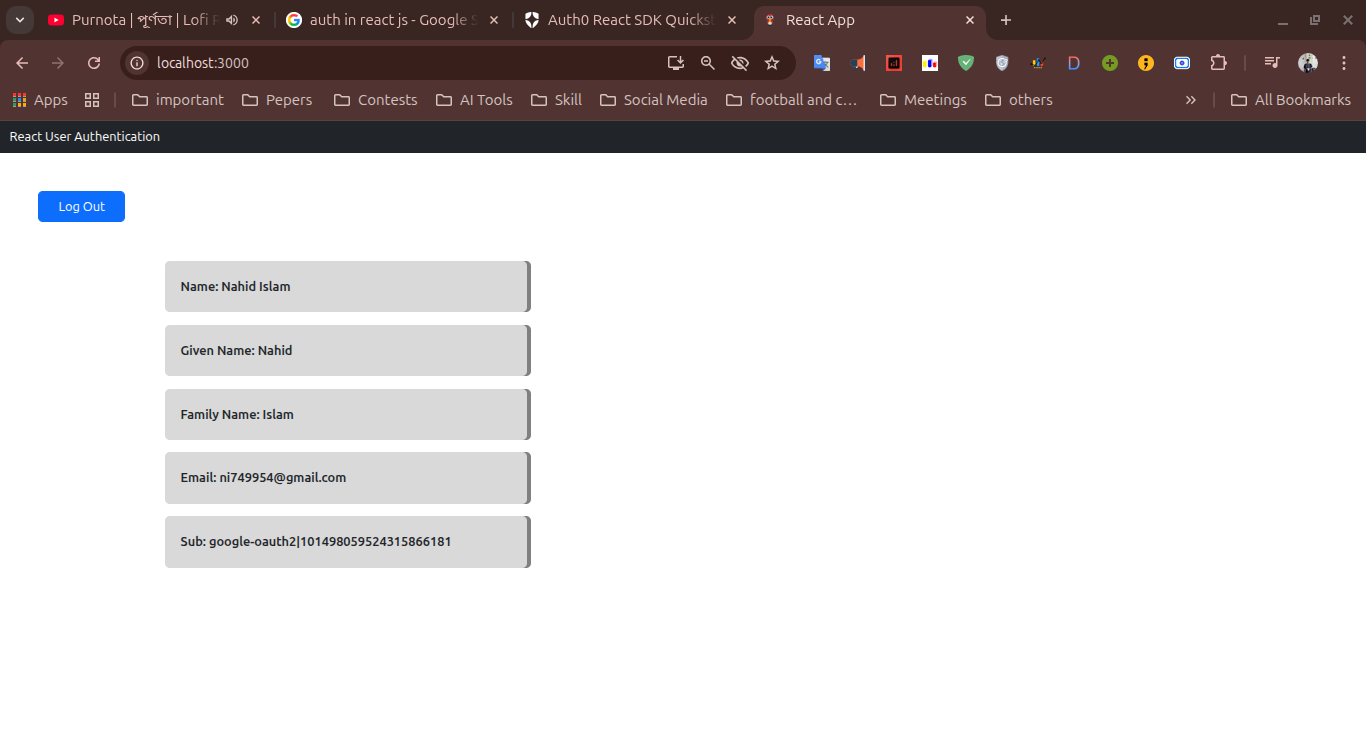 Purnota | পূর্ণতা | Lofi
auth in react js - Google
Auth0 React SDK Quickst
React App
localhost:3000
Apps
important
Pepers
Contests
AI Tools
Skill
Social Media
football and c...
Meetings
others
All Bookmarks
React User Authentication
Log Out
Name: Nahid Islam
Given Name: Nahid
Family Name: Islam
Email: ni749954@gmail.com
Sub: google-oauth2|101498059524315866181